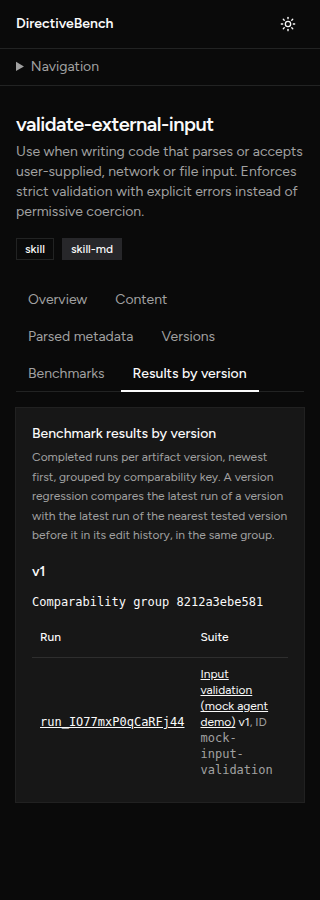 DirectiveBench
Navigation
validate-external-input
Use when writing code that parses or accepts
user-supplied, network or file input. Enforces
strict validation with explicit errors instead of
permissive coercion.
skill
skill-md
Overview
Content
Parsed metadata
Versions
Benchmarks
Results by version
Benchmark results by version
Completed runs per artifact version, newest
first, grouped by comparability key. A version
regression compares the latest run of a version
with the latest run of the nearest tested version
before it in its edit history, in the same group.
v1
Comparability group 8212a3ebe581
Run
Suite
run_IO77mxP0qCaRFj44
Input
validation
(mock agent
demo) v1, ID
mock-
input-
validation